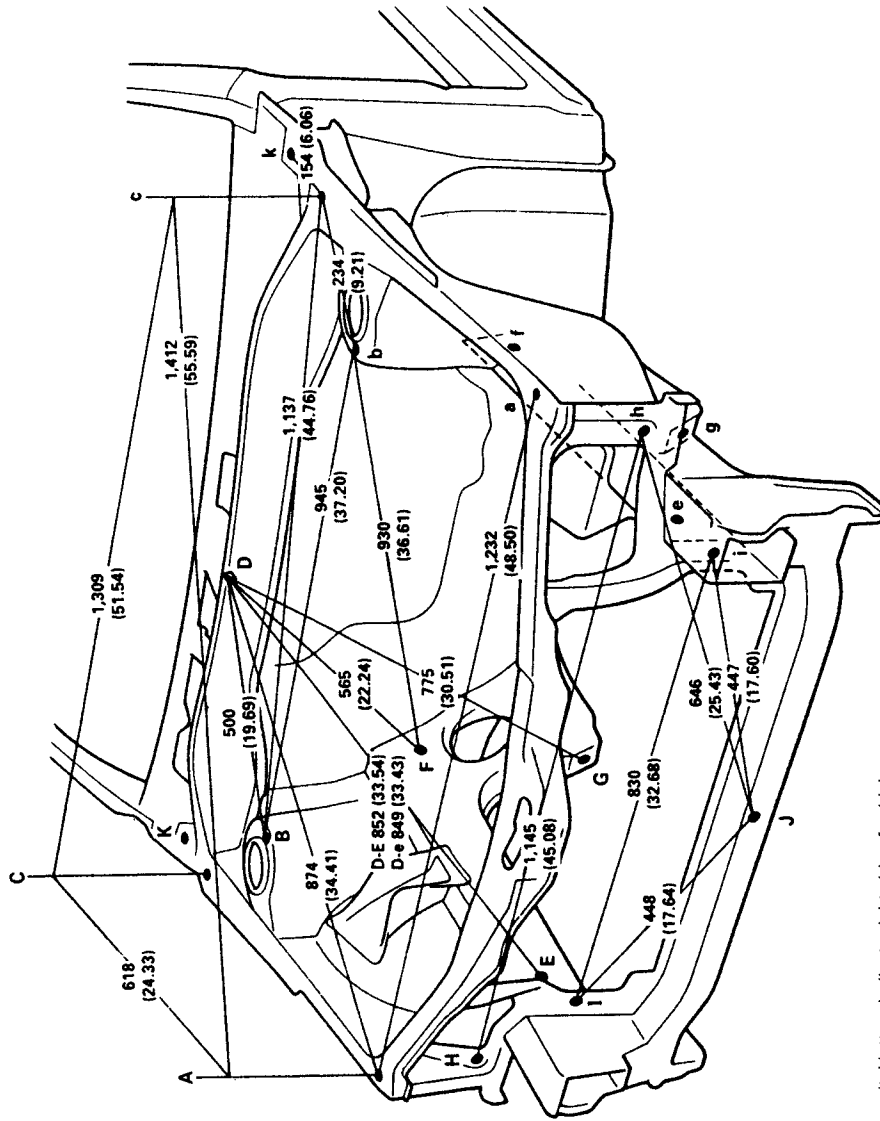 C
c
1,309
(51.54)
618
(24.33)
A
1,412
(55.59)
K
k
154 (6.06)
D
B
b
234
(9.21)
1,137
(44.76)
500
(19.69)
945
(37.20)
874
(34.41)
565
(22.24)
930
(36.61)
775
(30.51)
F
f
D-E 852 (33.54)
D-e 849 (33.43)
a
1,232
(48.50)
H
h
E
e
G
g
1,145
(45.08)
I
i
830
(32.68)
646
(25.43)
447
(17.60)
448
(17.64)
J